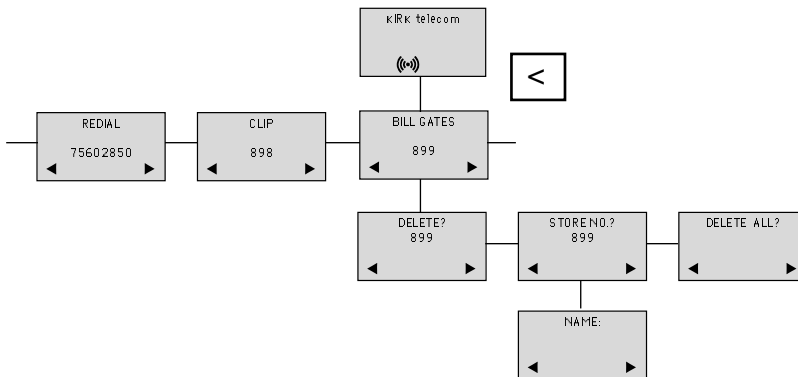 KIRK telecom
<
REDIAL
75602850
CLIP
898
BILL GATES
899
DELETE?
899
STORE NO.?
899
DELETE ALL?
NAME: